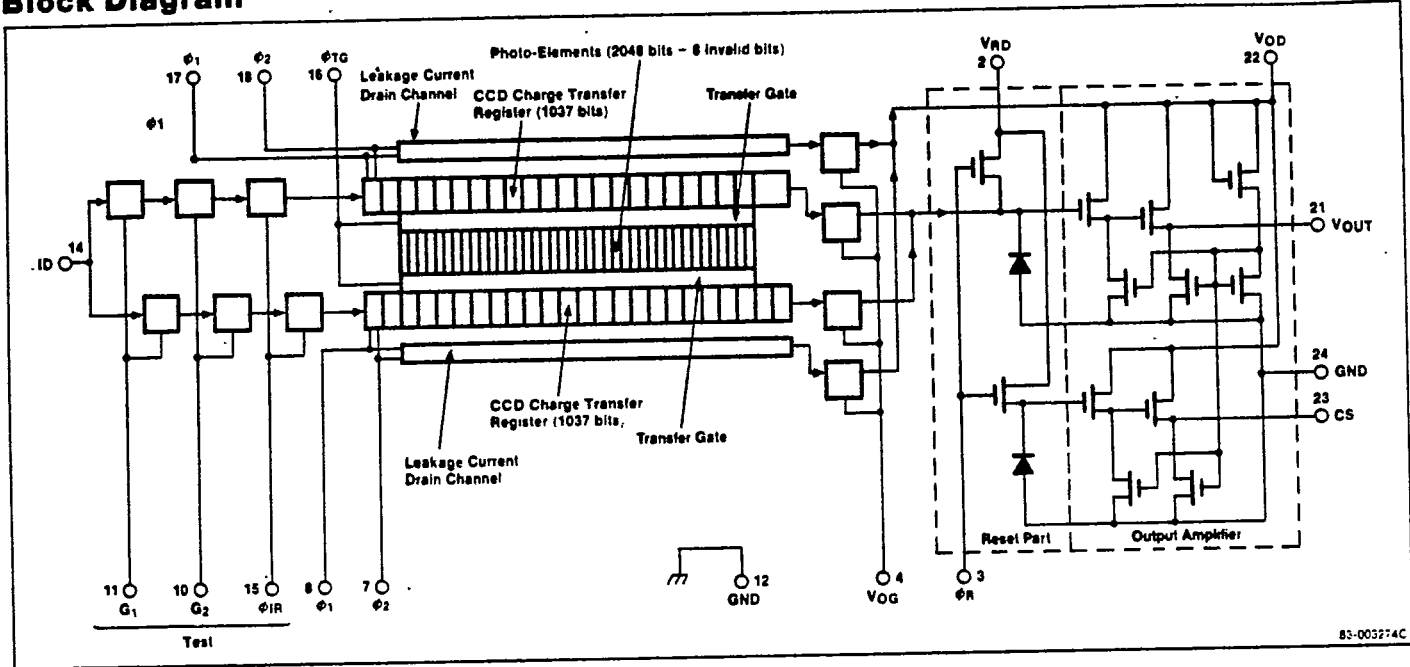 Block Diagram
ϕ1
17
ϕ2
18
ϕTG
16
Leakage Current
Drain Channel
Photo-Elements (2048 bits – 6 invalid bits)
CCD Charge Transfer
Register (1037 bits)
Transfer Gate
VRD
2
VOD
22
ϕ1
14
ID
21
VOUT
24
GND
23
CS
CCD Charge Transfer
Register (1037 bits,
Transfer Gate
Leakage Current
Drain Channel
Reset Part
Output Amplifier
11
G1
10
G2
15
ϕIR
8
ϕ1
7
ϕ2
12
GND
4
VOG
3
ϕR
Test
83-003274C